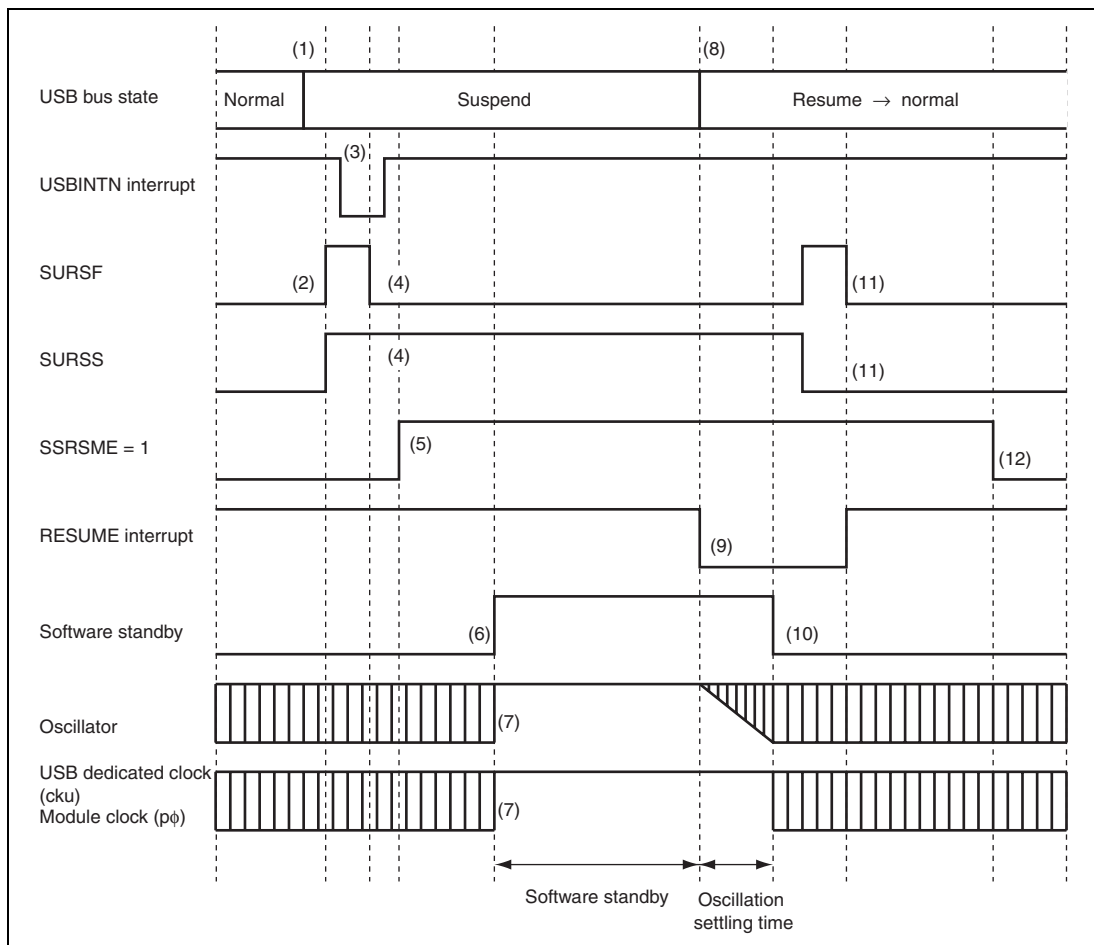 (1)
(8)
USB bus state
Normal
Suspend
Resume → normal
(3)
USBINTN interrupt
SURSF
(2)
(4)
(11)
SURSS
(4)
(11)
SSRSME = 1
(5)
(12)
RESUME interrupt
(9)
Software standby
(6)
(10)
Oscillator
(7)
USB dedicated clock
(cku)
Module clock (pϕ)
(7)
Software standby
Oscillation
settling time